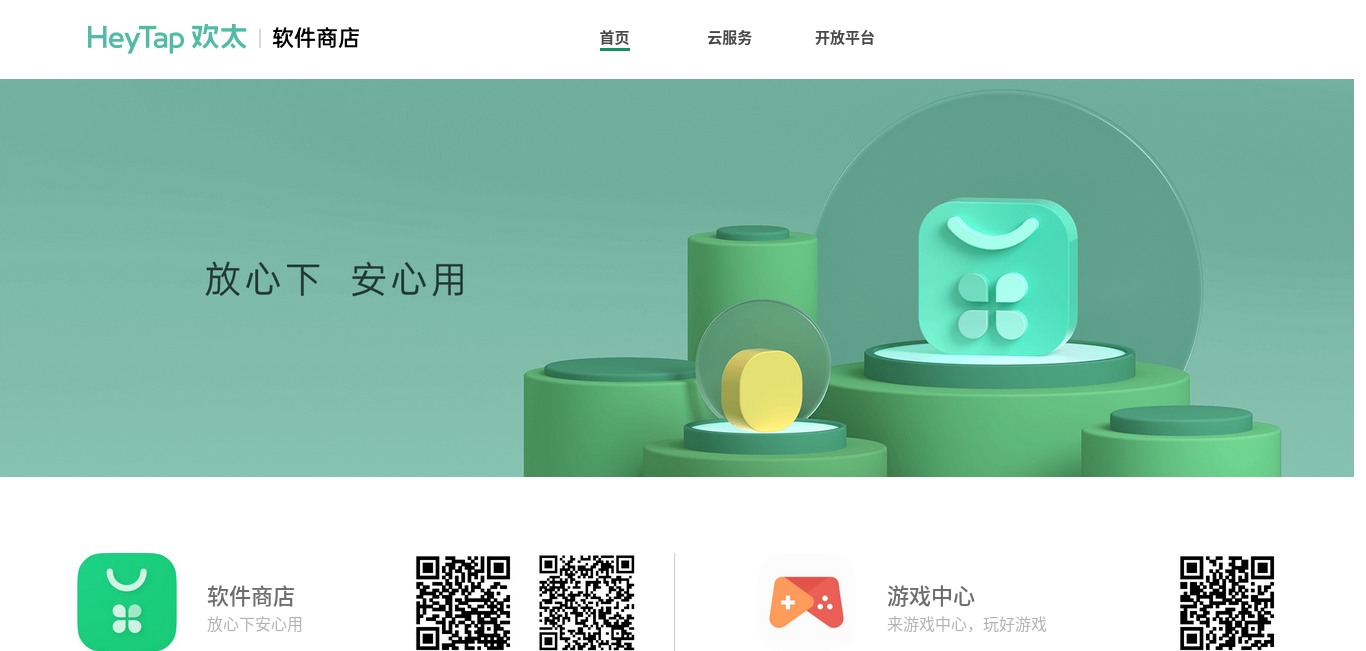 HeyTap 欢太 | 软件商店
首页 云服务 开放平台
放心下 安心用
软件商店
放心下安心用
游戏中心
来游戏中心，玩好游戏